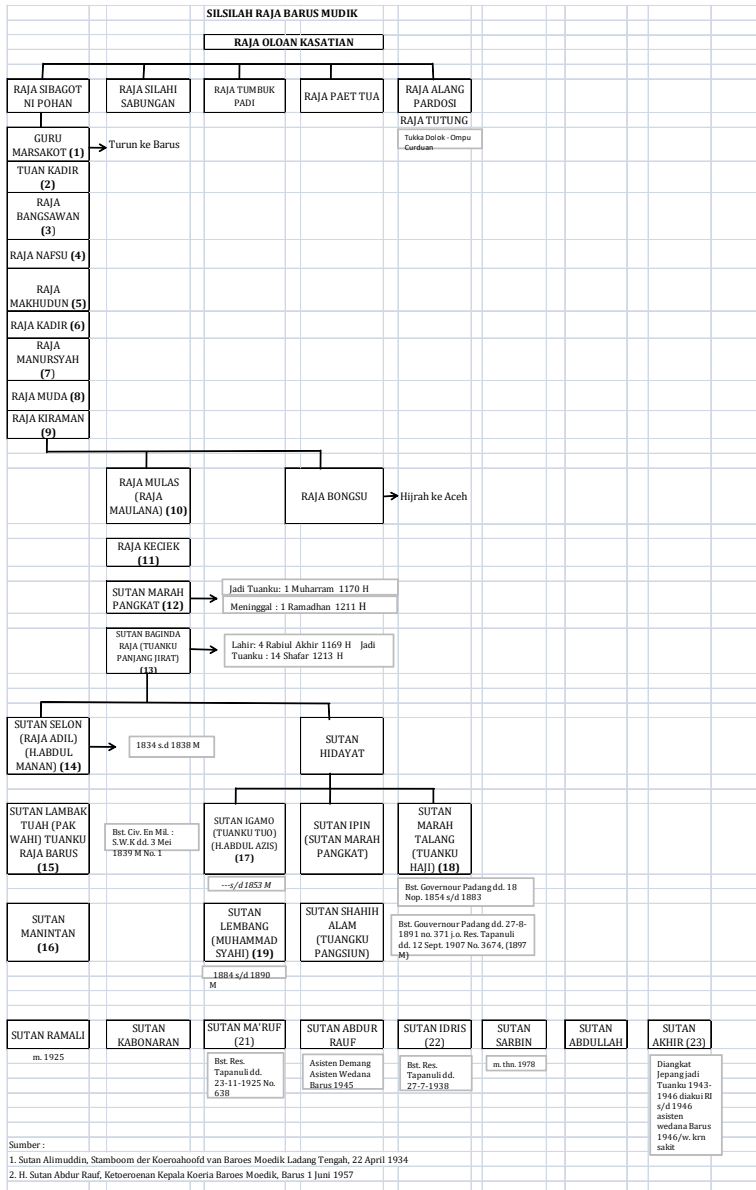 SILSILAH RAJA BARUS MUDIK
RAJA OLOAN KASATIAN
RAJA SIBAGOT
NI POHAN
RAJA SILAHI
SABUNGAN
RAJA TUMBUK
PADI
RAJA PAET TUA
RAJA ALANG
PARDOSI
RAJA TUTUNG
Tukka Dolok - Ompu
Curduan
GURU
MARSAKOT (1)
Turun ke Barus
TUAN KADIR
(2)
RAJA
BANGSAWAN
(3)
RAJA NAFSU (4)
RAJA
MAKHUDUN (5)
RAJA KADIR (6)
RAJA
MANURSYAH
(7)
RAJA MUDA (8)
RAJA KIRAMAN
(9)
RAJA MULAS
(RAJA
MAULANA) (10)
RAJA BONGSU
Hijrah ke Aceh
RAJA KECIEK
(11)
SUTAN MARAH
PANGKAT (12)
Jadi Tuanku: 1 Muharram 1170 H
Meninggal : 1 Ramadhan 1211 H
SUTAN BAGINDA
RAJA (TUANKU
PANJANG JIRAT)
(13)
Lahir: 4 Rabiul Akhir 1169 H Jadi
Tuanku : 14 Shafar 1213 H
SUTAN SELON
(RAJA ADIL)
(H.ABDUL
MANAN) (14)
1834 s.d 1838 M
SUTAN
HIDAYAT
SUTAN LAMBAK
TUAH (PAK
WAHI) TUANKU
RAJA BARUS
(15)
Bst. Civ. En Mil. :
S.W.K dd. 3 Mei
1839 M No. 1
SUTAN IGAMO
(TUANKU TUO)
(H.ABDUL AZIS)
(17)
---s/d 1853 M
SUTAN IPIN
(SUTAN MARAH
PANGKAT)
SUTAN
MARAH
TALANG
(TUANKU
HAJI) (18)
Bst. Governour Padang dd. 18
Nop. 1854 s/d 1883
SUTAN
MANINTAN
(16)
SUTAN
LEMBANG
(MUHAMMAD
SYAHI) (19)
1884 s/d 1890
M
SUTAN SHAHIH
ALAM
(TUANGKU
PANGSIUN)
Bst. Gouvernour Padang dd. 27-8-
1891 no. 371 j.o. Res. Tapanuli
dd. 12 Sept. 1907 No. 3674, (1897
M)
SUTAN RAMALI
m. 1925
SUTAN
KABONARAN
SUTAN MA'RUF
(21)
Bst. Res.
Tapanuli dd.
23-11-1925 No.
638
SUTAN ABDUR
RAUF
Asisten Demang
Asisten Wedana
Barus 1945
SUTAN IDRIS
(22)
Bst. Res.
Tapanuli dd.
27-7-1938
SUTAN
SARBIN
m. thn. 1978
SUTAN
ABDULLAH
SUTAN
AKHIR (23)
Diangkat
Jepang jadi
Tuanku 1943-
1946 diakui RI
s/d 1946
asisten
wedana Barus
1946/w. krn
sakit
Sumber :
1. Sutan Alimuddin, Stamboom der Koeroahoofd van Baroes Moedik Ladang Tengah, 22 April 1934
2. H. Sutan Abdur Rauf, Ketoeroenan Kepala Koeria Baroes Moedik, Barus 1 Juni 1957